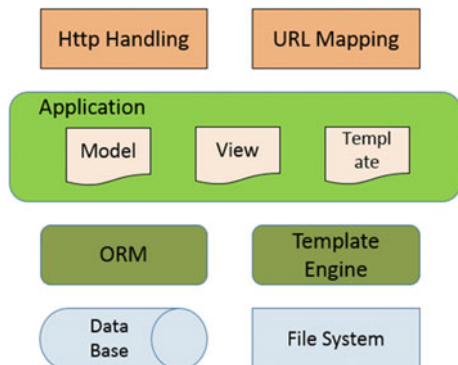 Http Handling
URL Mapping
Application
Model
View
Templ
ate
ORM
Template
Engine
Data
Base
File System